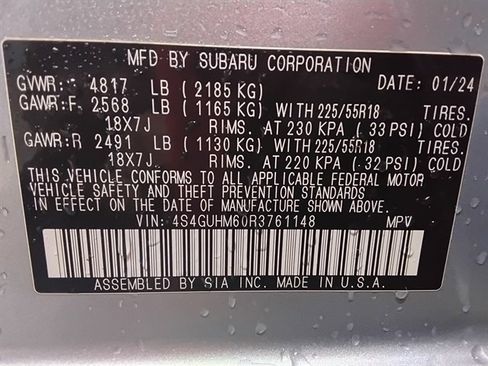 MFD BY SUBARU CORPORATION
GVWR: 4817 LB (2185 KG) DATE: 01/24
GAWR:F 2568 LB (1165 KG) WITH 225/55R18 TIRES.
18X7J RIMS. AT 230 KPA (33 PSI) COLD
GAWR:R 2491 LB (1130 KG) WITH 225/55R18 TIRES.
18X7J RIMS. AT 220 KPA (32 PSI) COLD
THIS VEHICLE CONFORMS TO ALL APPLICABLE FEDERAL MOTOR
VEHICLE SAFETY AND THEFT PREVENTION STANDARDS
IN EFFECT ON THE DATE OF MANUFACTURE SHOWN ABOVE.
VIN: 4S4GUHM60R3761148 MPV
ASSEMBLED BY SIA INC. MADE IN U.S.A.